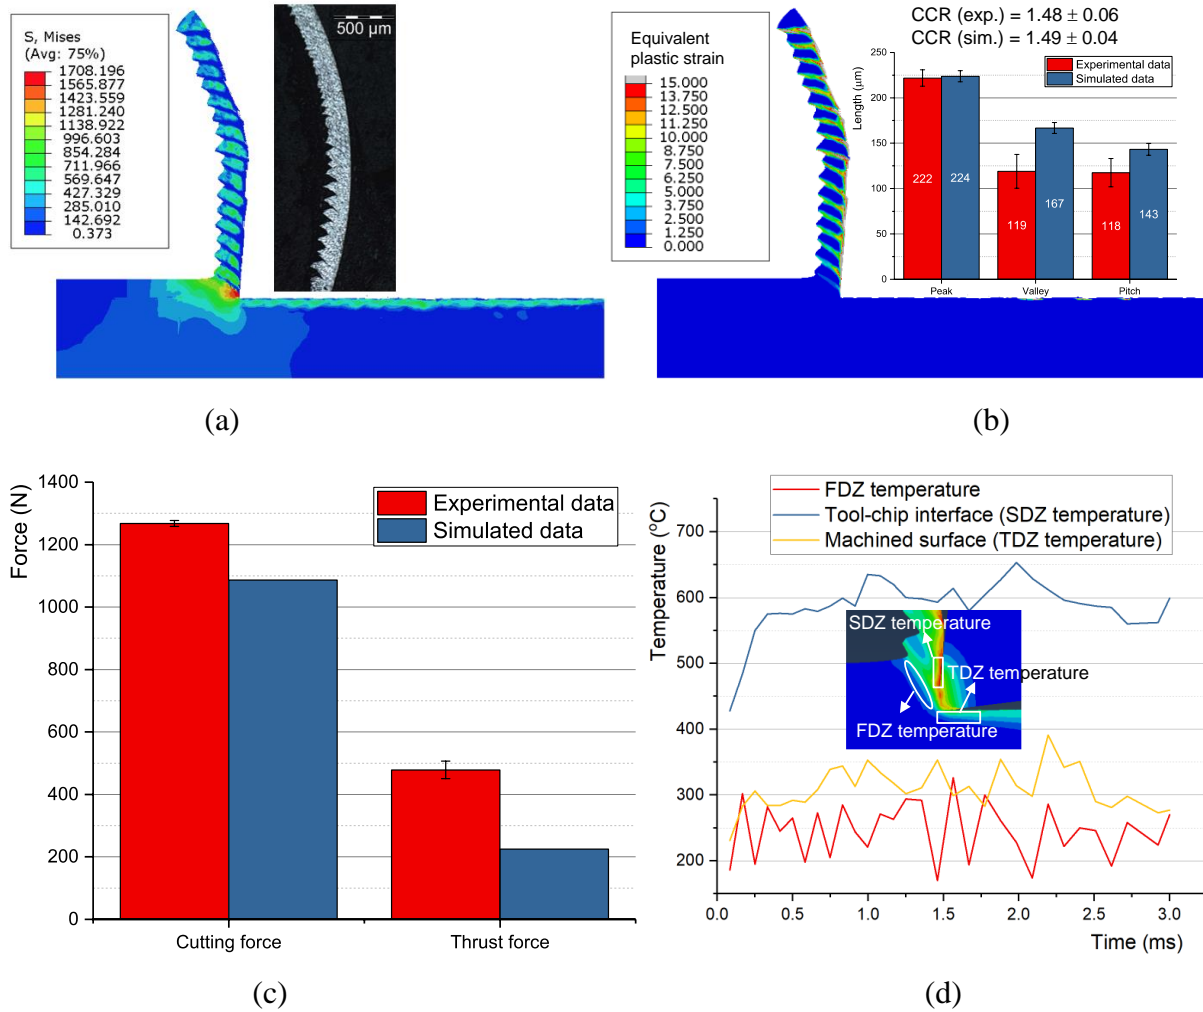 S, Mises
(Avg: 75%)
1708.196
1565.877
1423.559
1281.240
1138.922
996.603
854.284
711.966
569.647
427.329
285.010
142.692
0.373
500 µm
(a)
Equivalent
plastic strain
15.000
13.750
12.500
11.250
10.000
8.750
7.500
6.250
5.000
3.750
2.500
1.250
0.000
CCR (exp.) = 1.48 ± 0.06
CCR (sim.) = 1.49 ± 0.04
Experimental data
Simulated data
Length (µm)
250
225
200
175
150
125
100
75
50
25
0
222
224
119
167
118
143
Peak Valley Pitch
(b)
Force (N)
1400
1200
1000
800
600
400
200
0
Experimental data
Simulated data
Cutting force Thrust force
(c)
FDZ temperature
Tool-chip interface (SDZ temperature)
Machined surface (TDZ temperature)
Temperature (°C)
700
600
500
400
300
200
SDZ temperature
TDZ temperature
FDZ temperature
0.0 0.5 1.0 1.5 2.0 2.5 3.0
Time (ms)
(d)